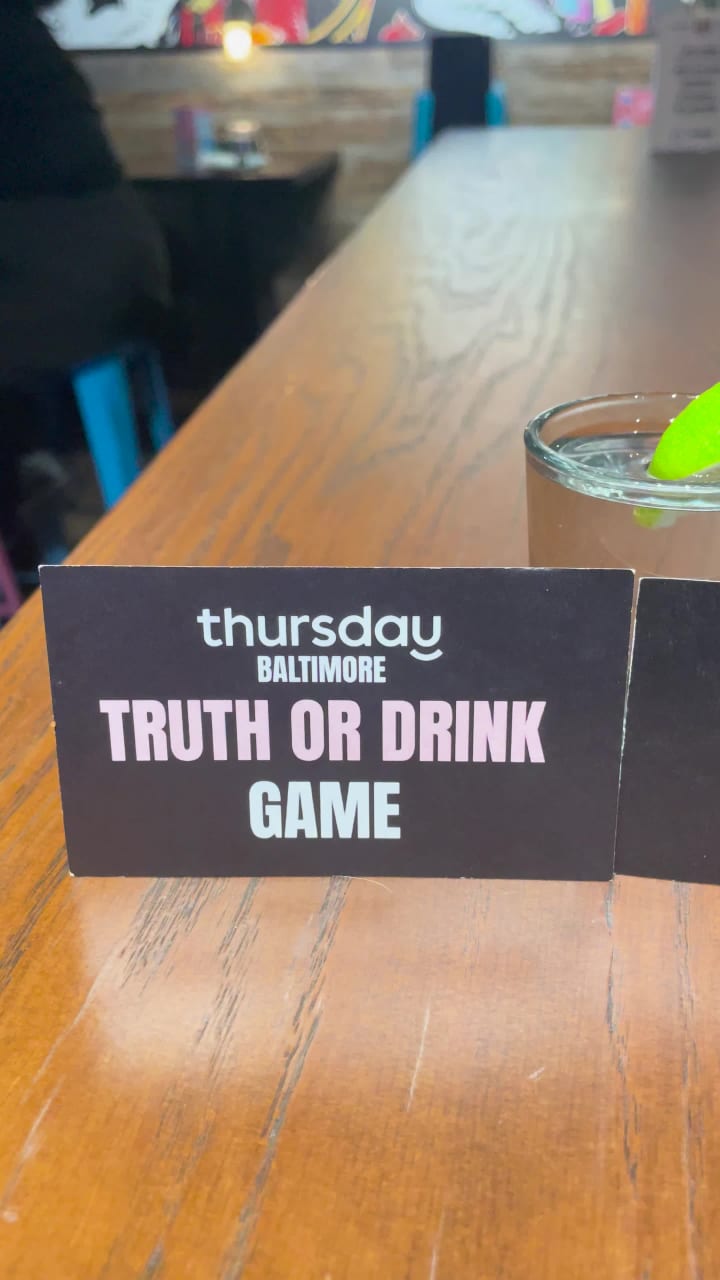 thursday
BALTIMORE
TRUTH OR DRINK
GAME